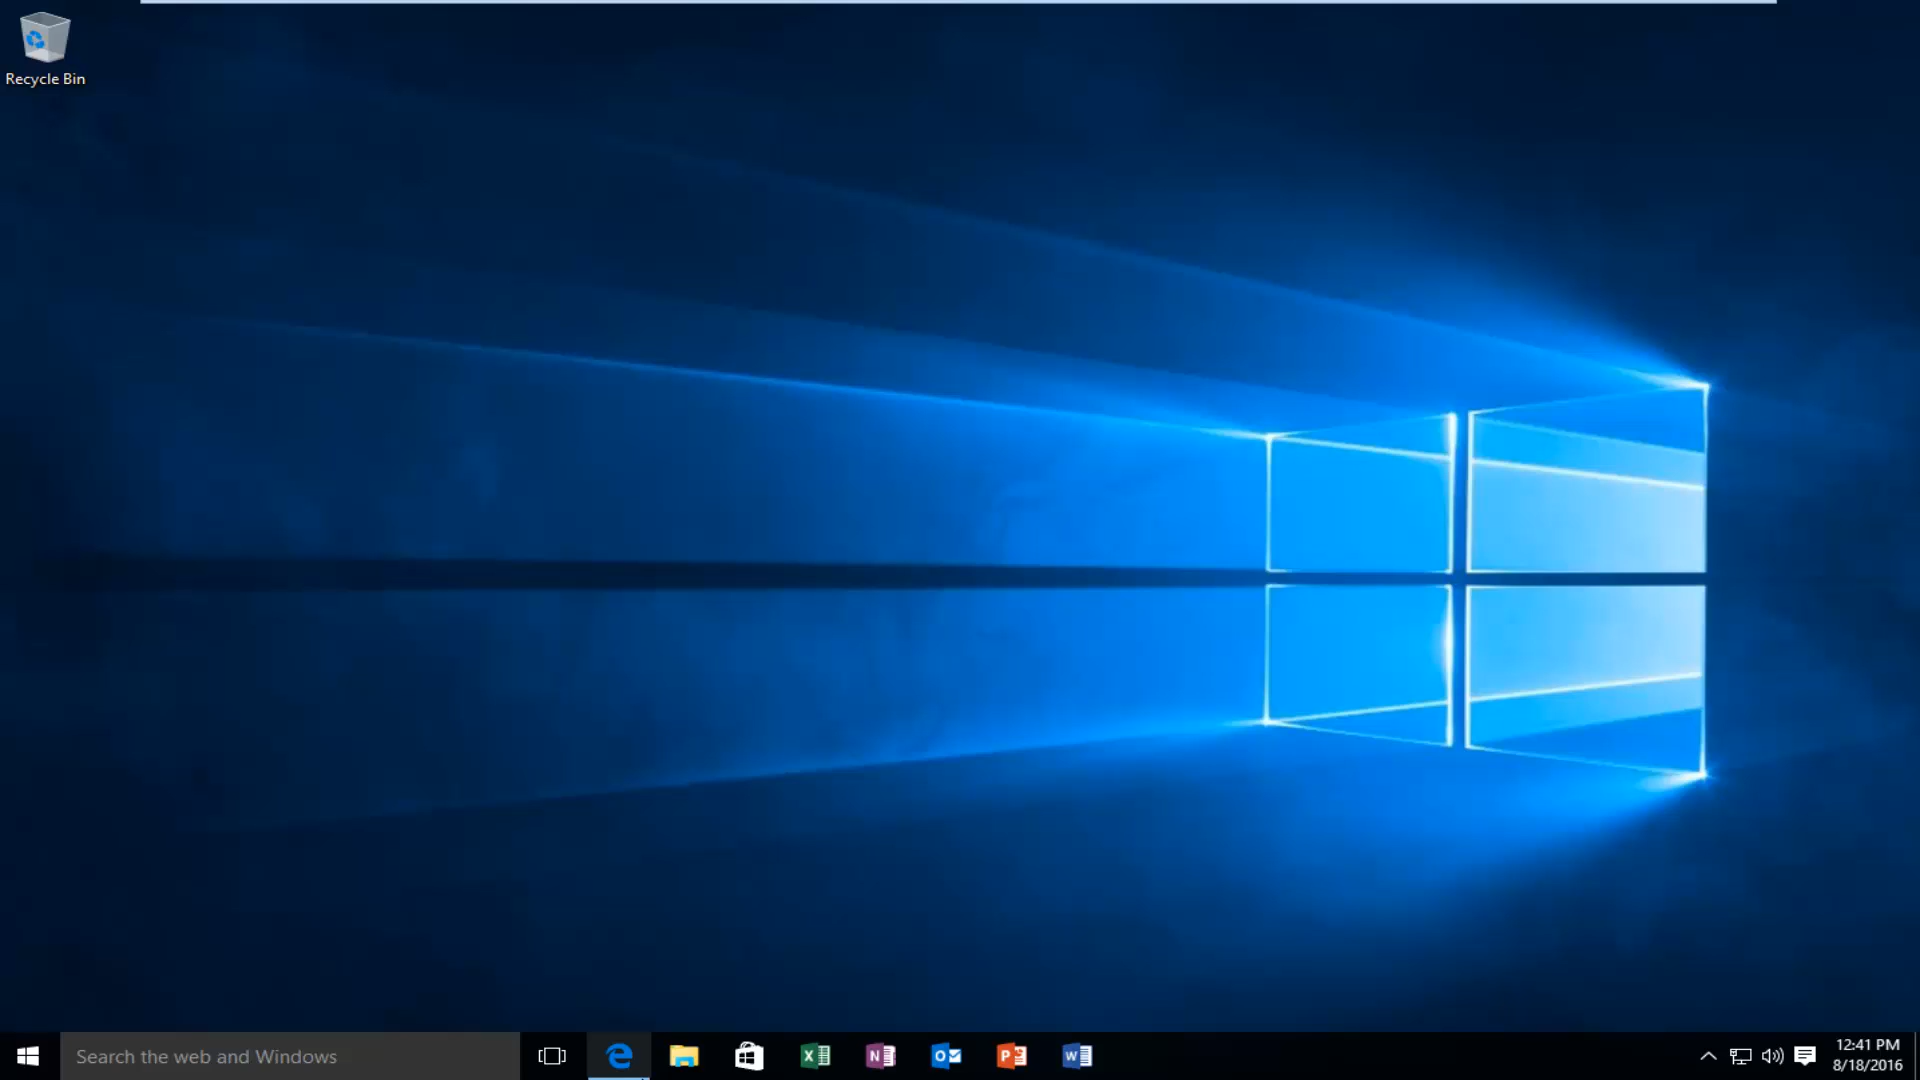 Recycle Bin
Search the web and Windows
X
N
O
P
W
12:41 PM
8/18/2016